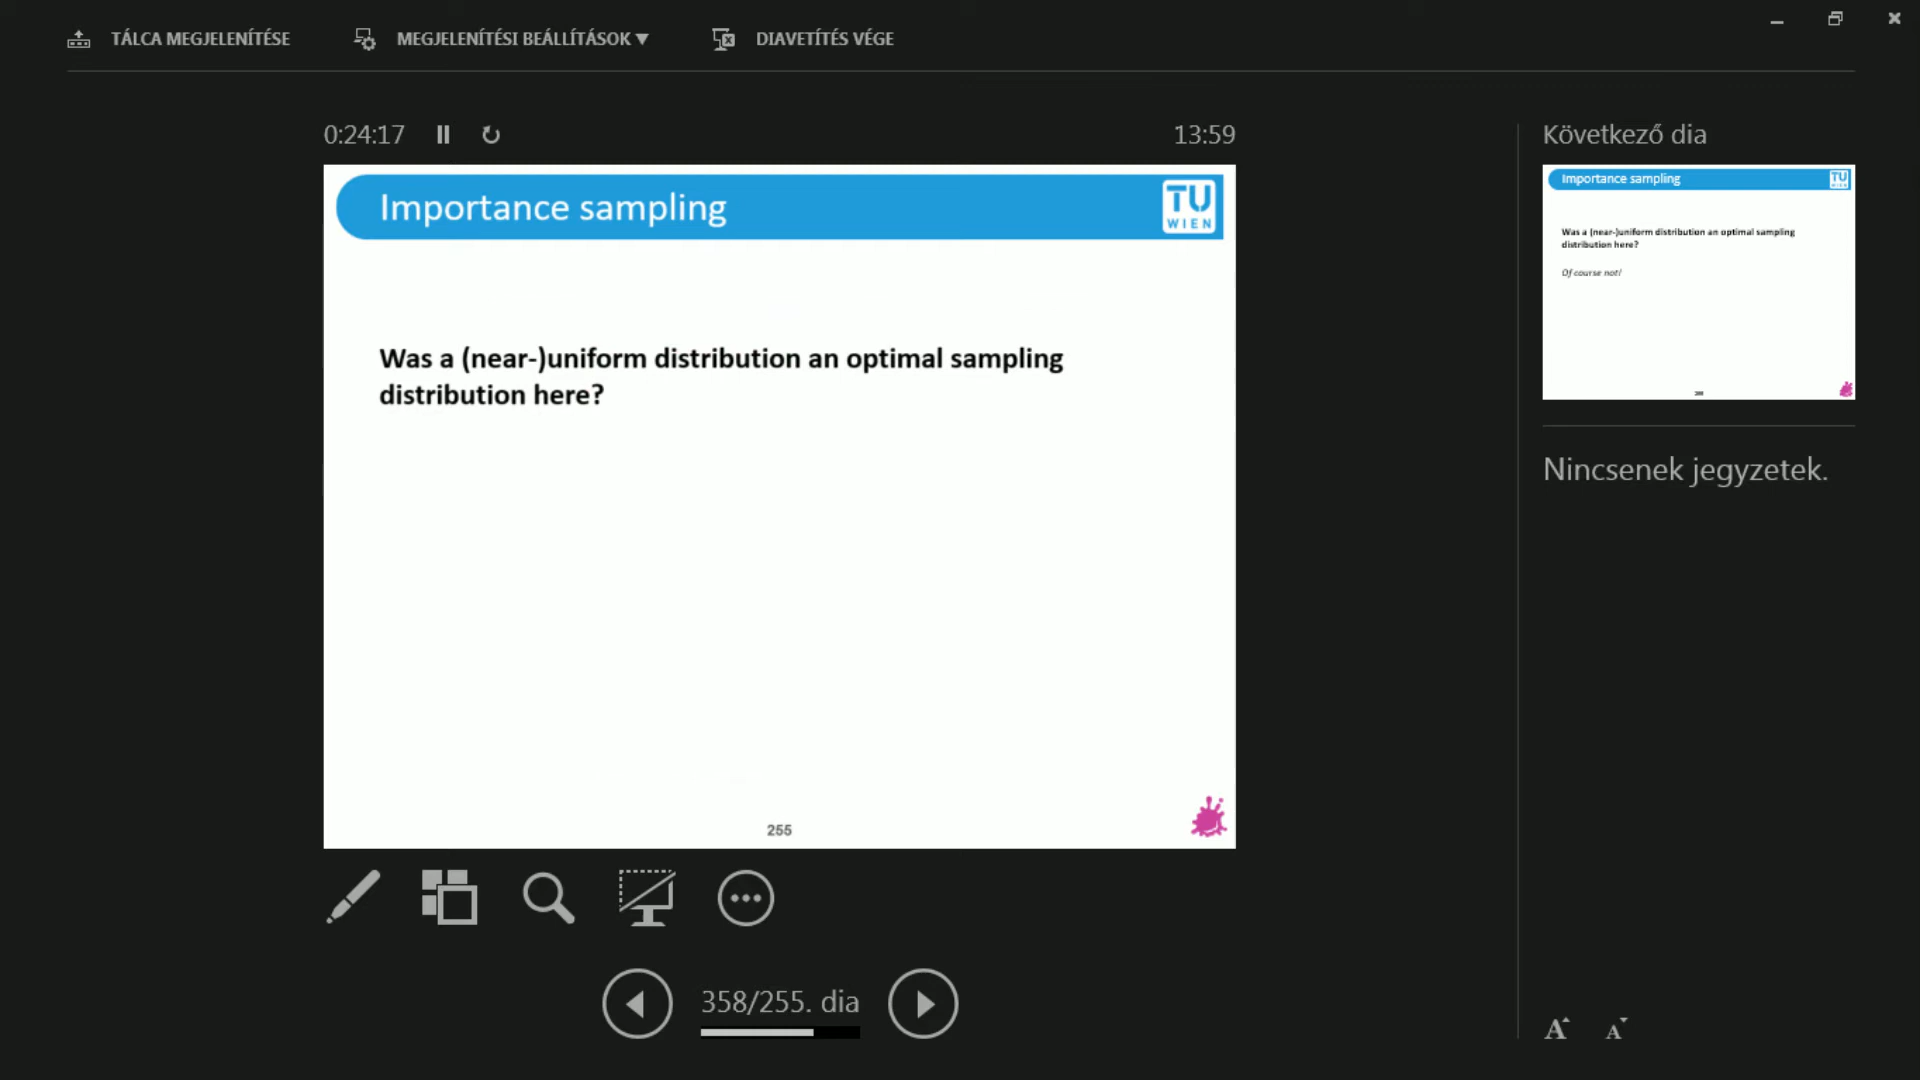 TÁLCA MEGJELENÍTÉSE
MEGJELENÍTÉSI BEÁLLÍTÁSOK
DIAVETÍTÉS VÉGE
0:24:17
13:59
Importance sampling
TU
WIEN
Was a (near-)uniform distribution an optimal sampling
distribution here?
255
358/255. dia
Következő dia
Importance sampling
TU
WIEN
Was a (near-)uniform distribution an optimal sampling
distribution here?
Of course not!
Nincsenek jegyzetek.
A
A